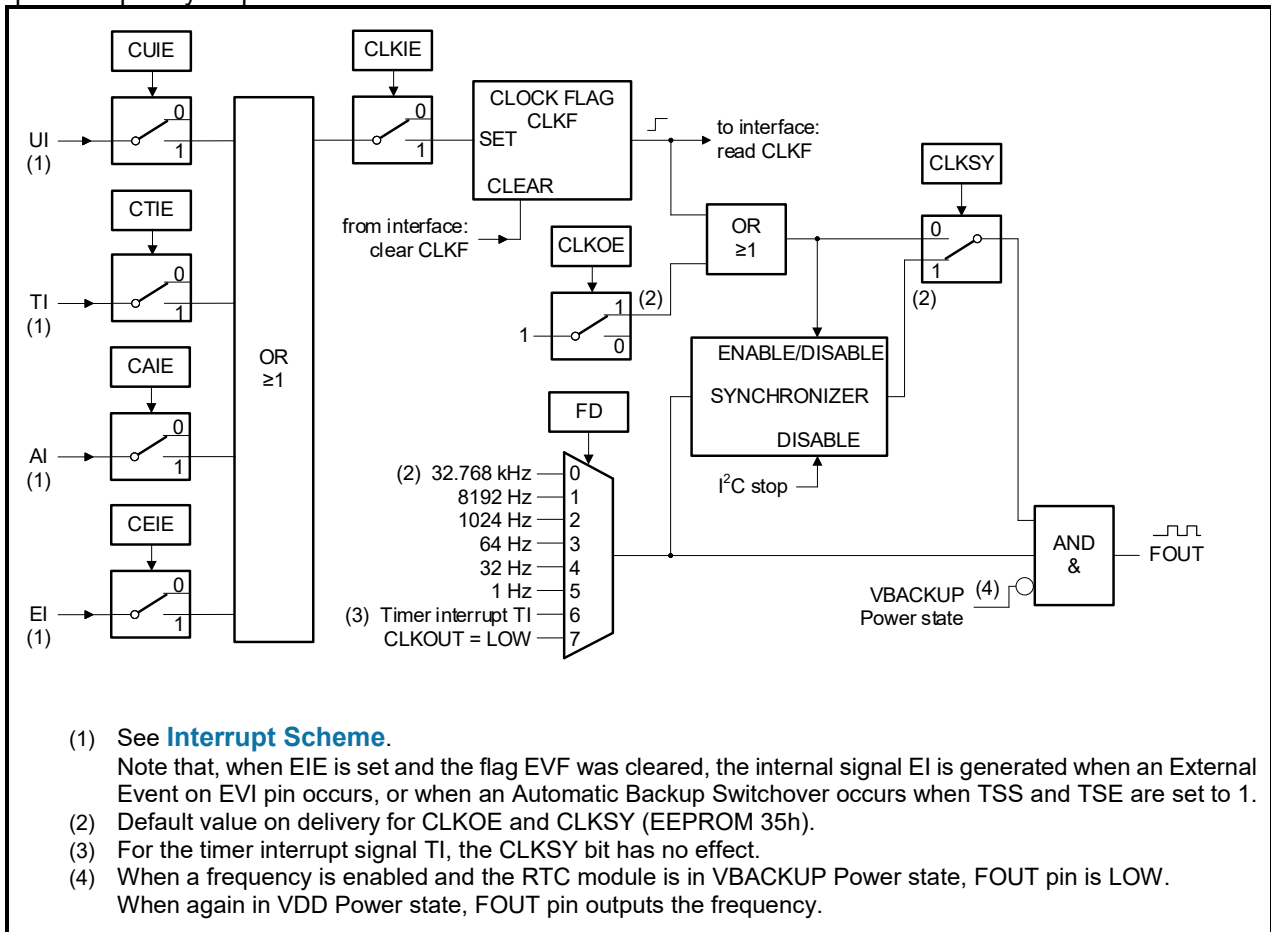 CUIE
CLKIE
0
1
UI
(1)
0
1
CLOCK FLAG
CLKF
SET
CLEAR
to interface:
read CLKF
from interface:
clear CLKF
CTIE
0
1
TI
(1)
CAIE
0
1
AI
(1)
CEIE
0
1
EI
(1)
OR
≥1
CLKOE
1
1
0
(2)
OR
≥1
CLKSY
0
1
(2)
ENABLE/DISABLE
SYNCHRONIZER
DISABLE
I²C stop
FD
(2) 32.768 kHz 0
8192 Hz 1
1024 Hz 2
64 Hz 3
32 Hz 4
1 Hz 5
(3) Timer interrupt TI 6
CLKOUT = LOW 7
AND
&
FOUT
VBACKUP (4)
Power state
(1) See Interrupt Scheme.
Note that, when EIE is set and the flag EVF was cleared, the internal signal EI is generated when an External
Event on EVI pin occurs, or when an Automatic Backup Switchover occurs when TSS and TSE are set to 1.
(2) Default value on delivery for CLKOE and CLKSY (EEPROM 35h).
(3) For the timer interrupt signal TI, the CLKSY bit has no effect.
(4) When a frequency is enabled and the RTC module is in VBACKUP Power state, FOUT pin is LOW.
When again in VDD Power state, FOUT pin outputs the frequency.